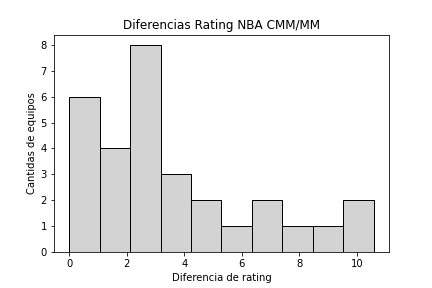 Diferencias Rating NBA CMM/MM
8
7
6
5
4
3
2
1
0
Cantidas de equipos
0 2 4 6 8 10
Diferencia de rating